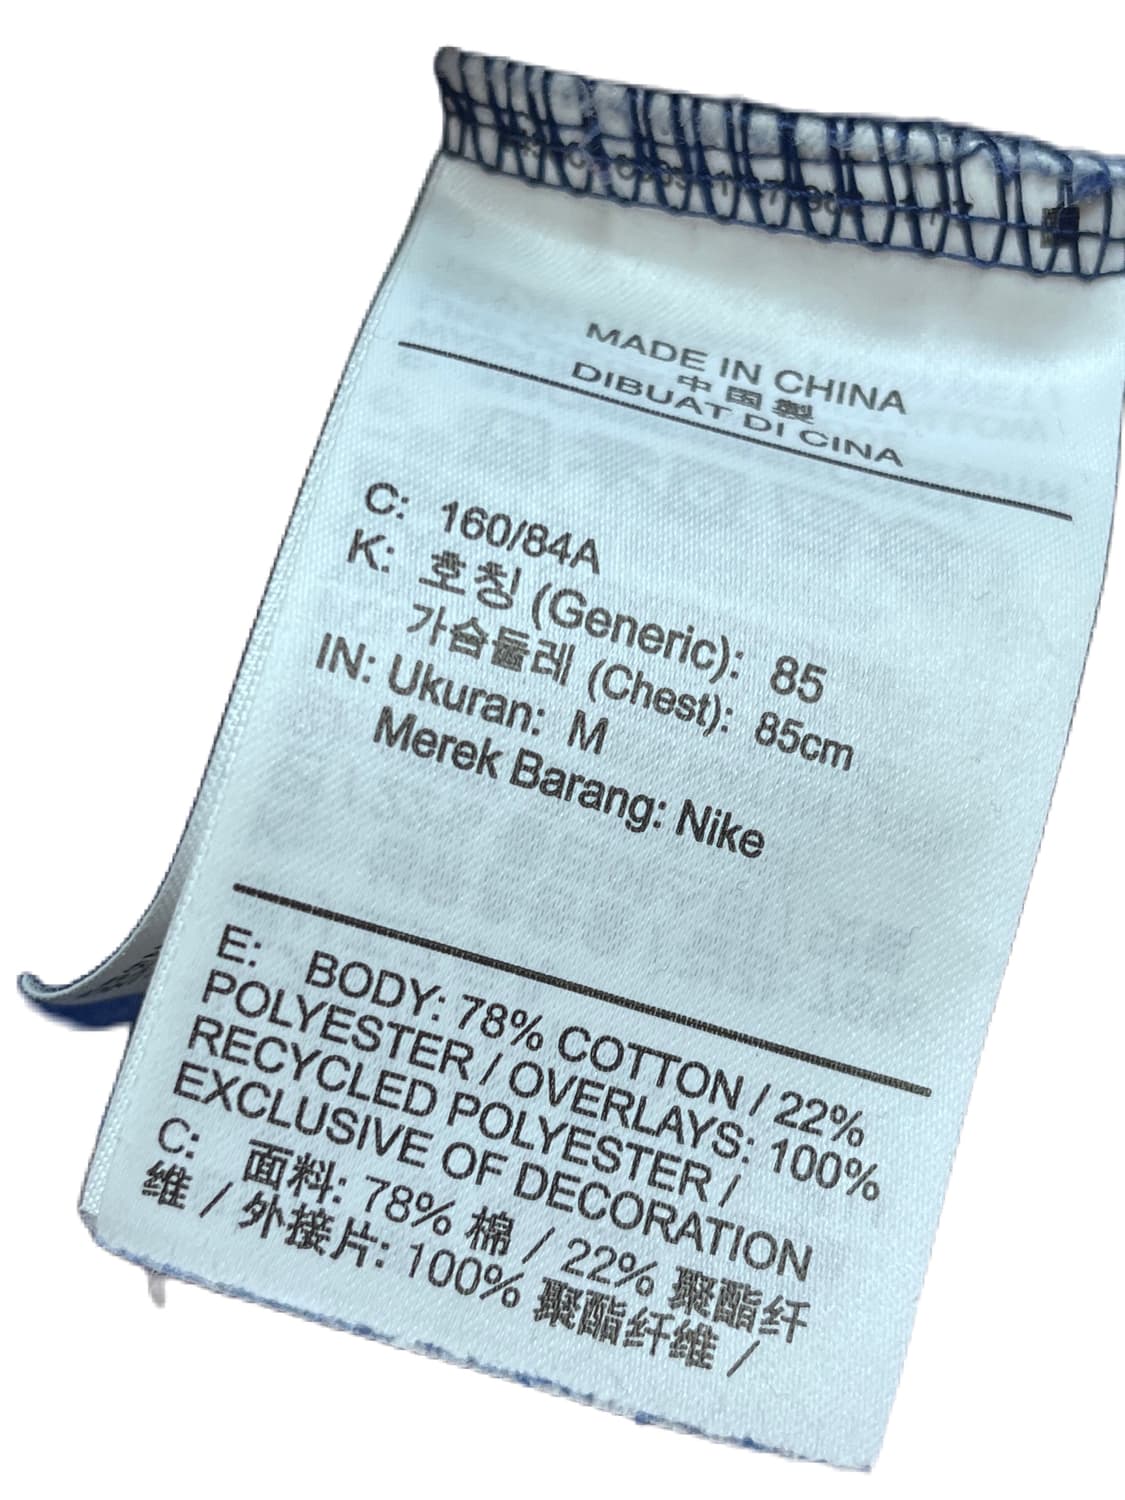 MADE IN CHINA
中国製
DIBUAT DI CINA
C: 160/84A
K: 호칭 (Generic): 85
가슴둘레 (Chest): 85cm
IN: Ukuran: M
Merek Barang: Nike
E: BODY: 78% COTTON / 22%
POLYESTER / OVERLAYS: 100%
RECYCLED POLYESTER /
EXCLUSIVE OF DECORATION
C: 面料: 78% 棉 / 22% 聚酯纤
维 / 外接片: 100% 聚酯纤维 /